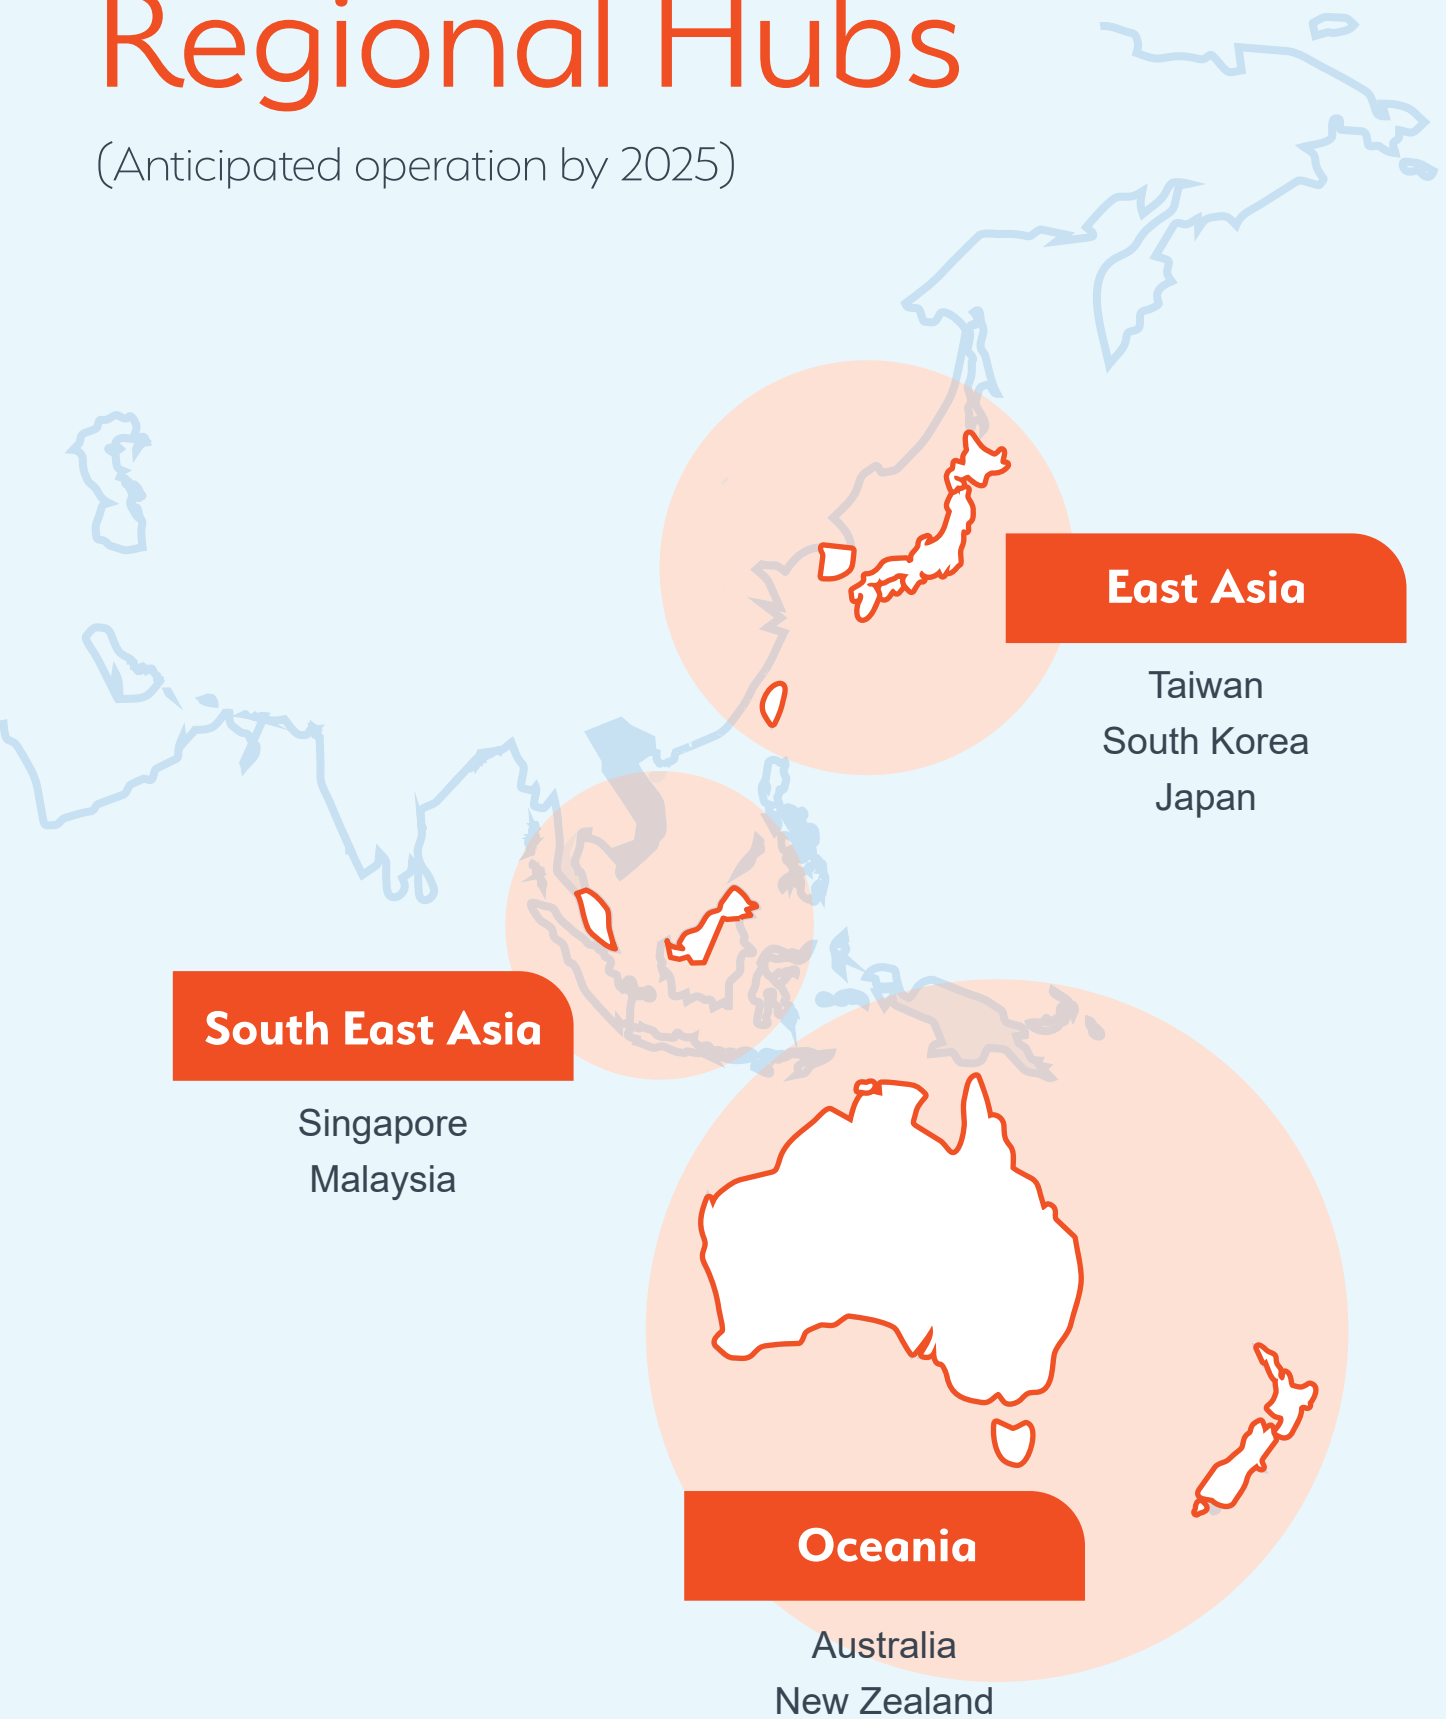 Regional Hubs
(Anticipated operation by 2025)
East Asia
Taiwan
South Korea
Japan
South East Asia
Singapore
Malaysia
Oceania
Australia
New Zealand